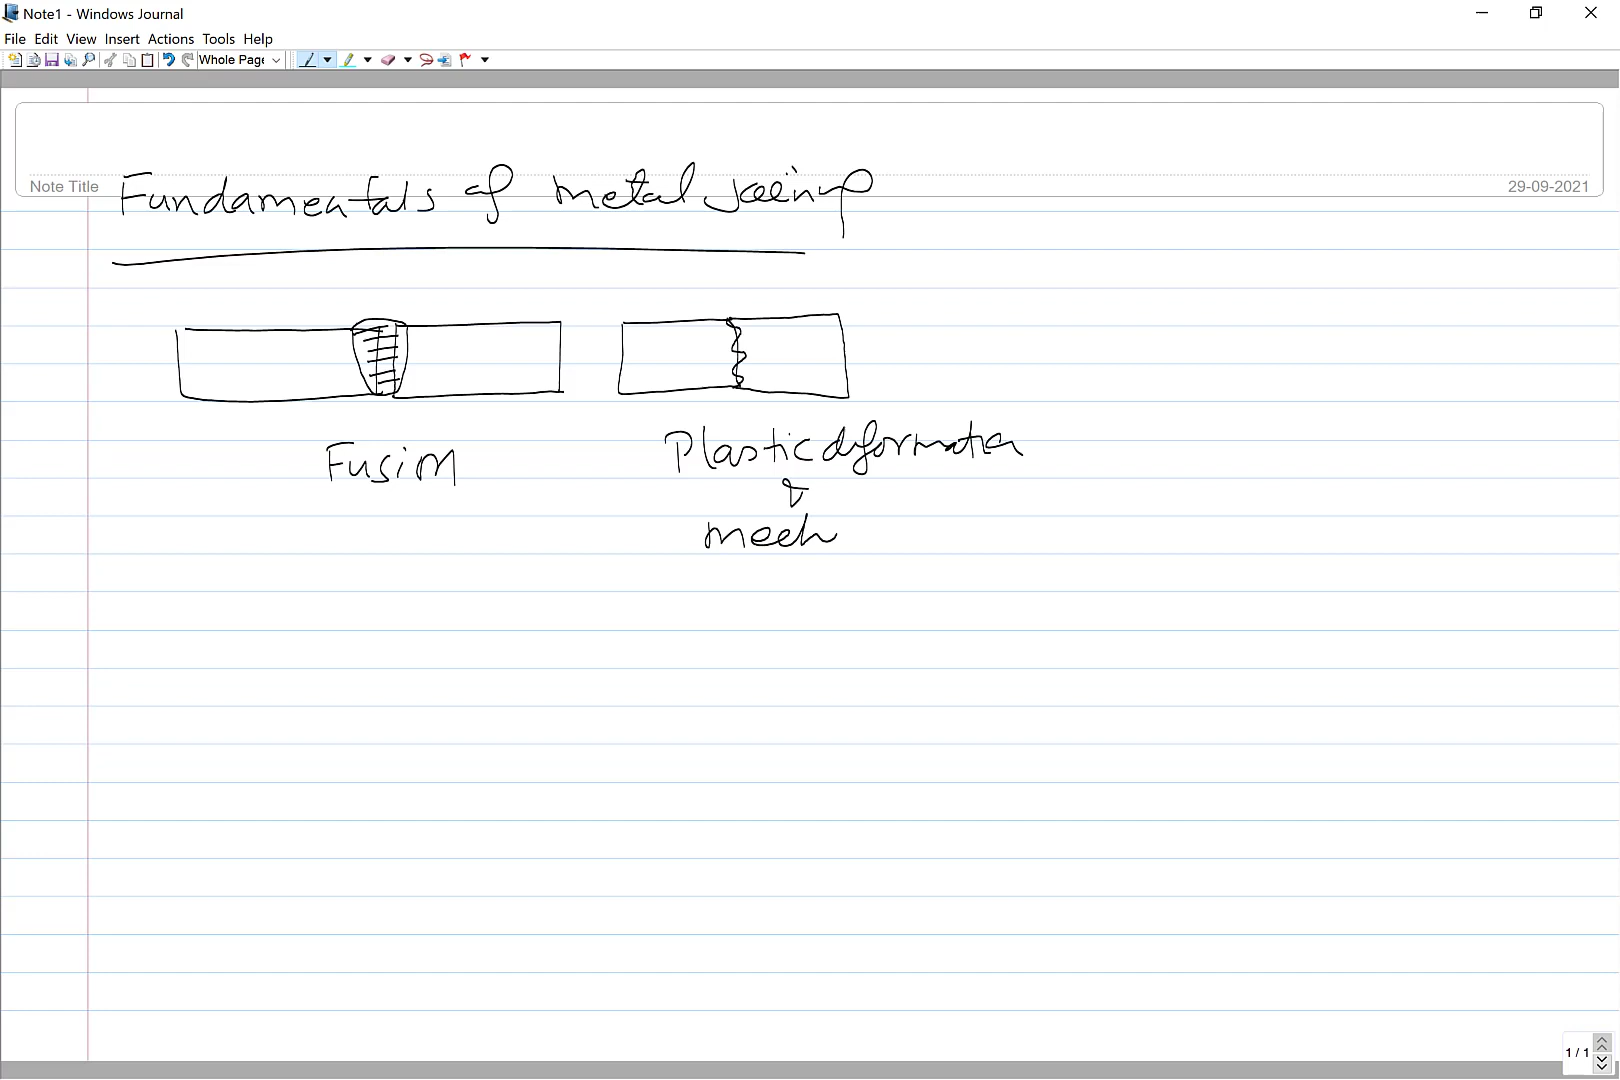 Note1 - Windows Journal
File Edit View Insert Actions Tools Help
Whole Page
Fundamentals of metal joining
Note Title
29-09-2021
Fusion
Plastic deformation
&
mech
1 / 1